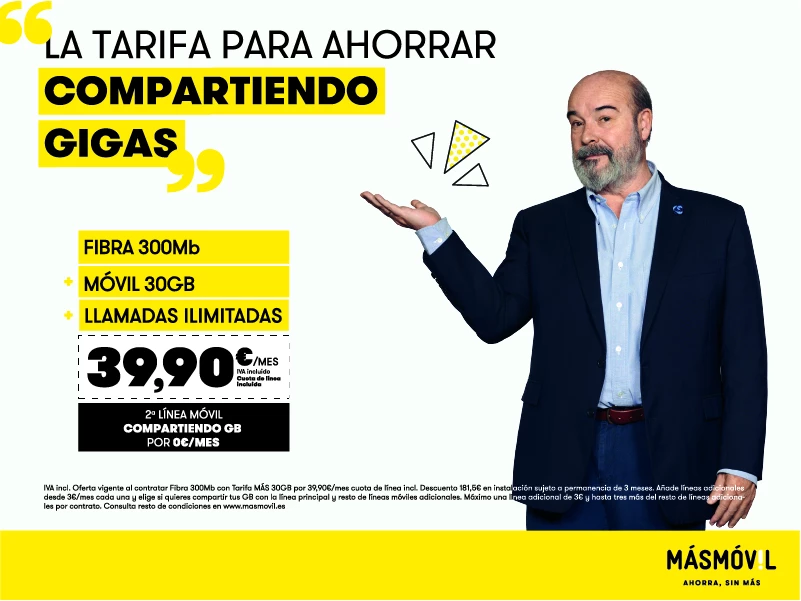 “LA TARIFA PARA AHORRAR
COMPARTIENDO
GIGAS”
FIBRA 300Mb
+ MÓVIL 30GB
+ LLAMADAS ILIMITADAS
39,90€/MES
IVA incluido
Cuota de línea
incluida
2ª LÍNEA MÓVIL
COMPARTIENDO GB
POR 0€/MES
IVA incl. Oferta vigente al contratar Fibra 300Mb con Tarifa MÁS 30GB por 39,90€/mes cuota de línea incl. Descuento 181,5€ en instalación sujeto a permanencia de 3 meses. Añade líneas adicionales
desde 3€/mes cada una y elige si quieres compartir tus GB con la línea principal y resto de líneas móviles adicionales. Máximo una línea adicional de 3€ y hasta tres más del resto de líneas adiciona-
les por contrato. Consulta resto de condiciones en www.masmovil.es
MÁSMÓV!L
AHORRA, SIN MÁS